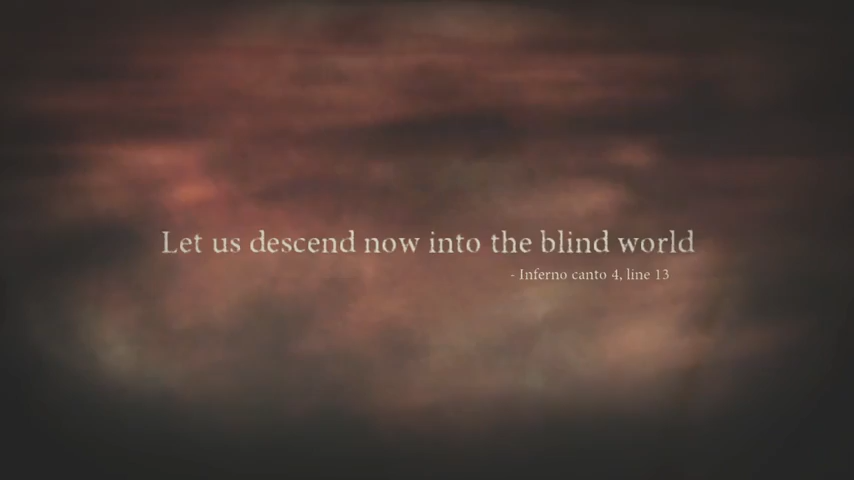 Let us descend now into the blind world
- Inferno canto 4, line 13